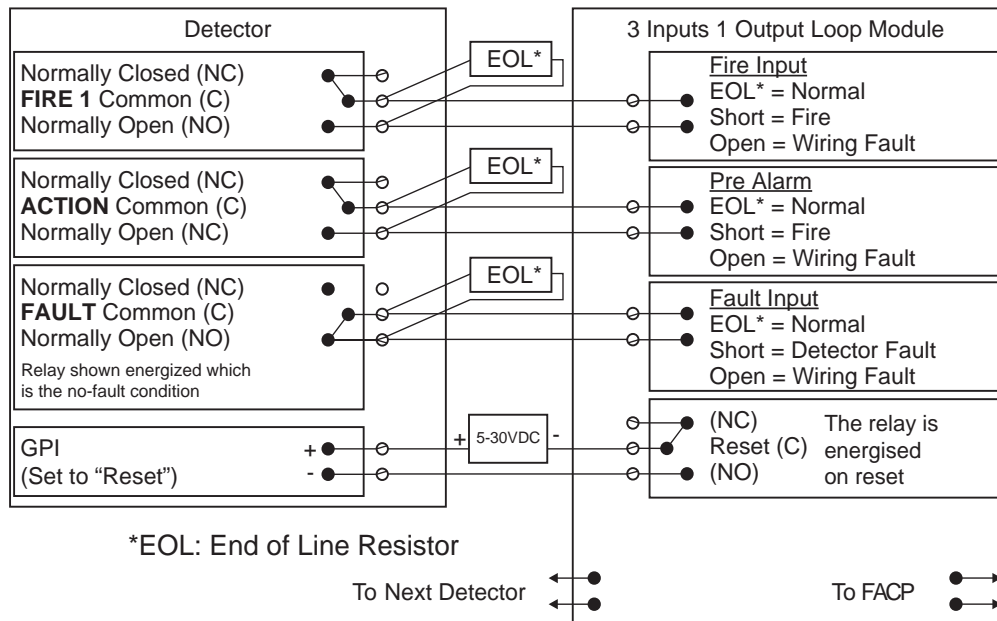 Detector
Normally Closed (NC)
FIRE 1 Common (C)
Normally Open (NO)
EOL*
Normally Closed (NC)
ACTION Common (C)
Normally Open (NC)
EOL*
Normally Closed (NC)
FAULT Common (C)
Normally Open (NO)
Relay shown energized which
is the no-fault condition
EOL*
GPI
(Set to “Reset”)
+
-
+ 5-30VDC -
3 Inputs 1 Output Loop Module
Fire Input
EOL* = Normal
Short = Fire
Open = Wiring Fault
Pre Alarm
EOL* = Normal
Short = Fire
Open = Wiring Fault
Fault Input
EOL* = Normal
Short = Detector Fault
Open = Wiring Fault
(NC)
Reset (C)
(NO)
The relay is
energised
on reset
*EOL: End of Line Resistor
To Next Detector
To FACP